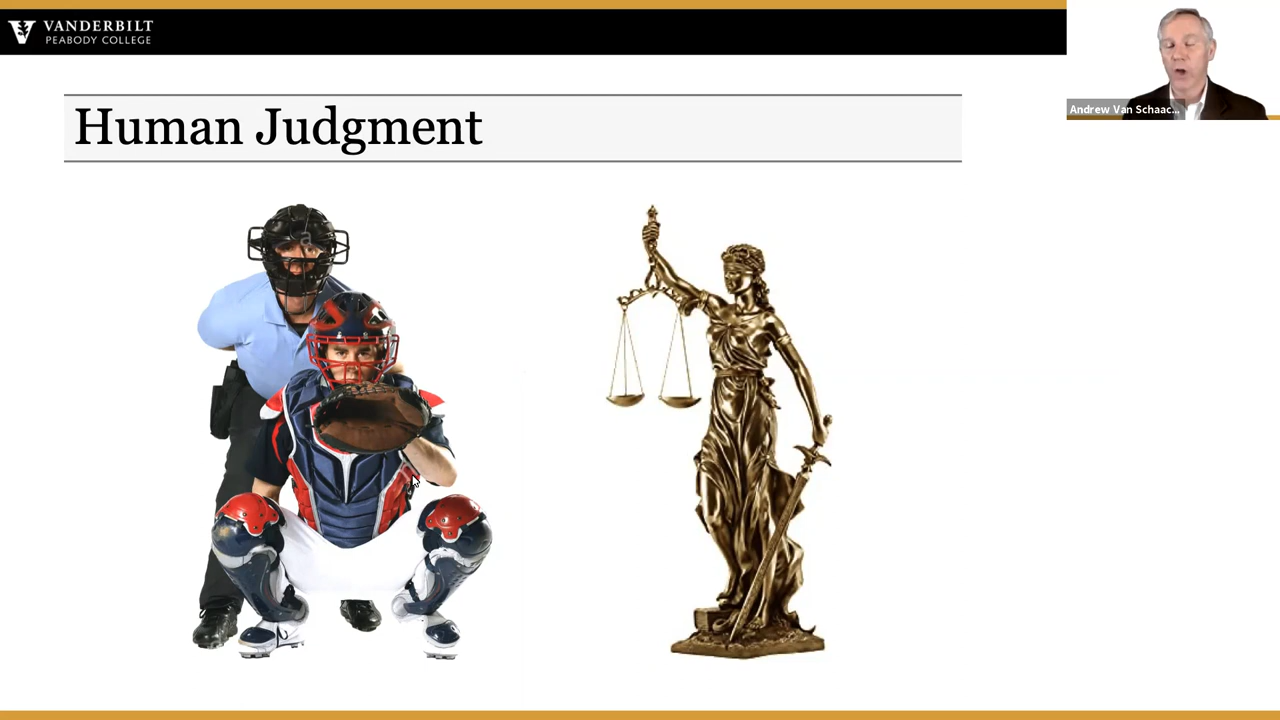 VANDERBILT
PEABODY COLLEGE
Andrew Van Schaac...
Human Judgment